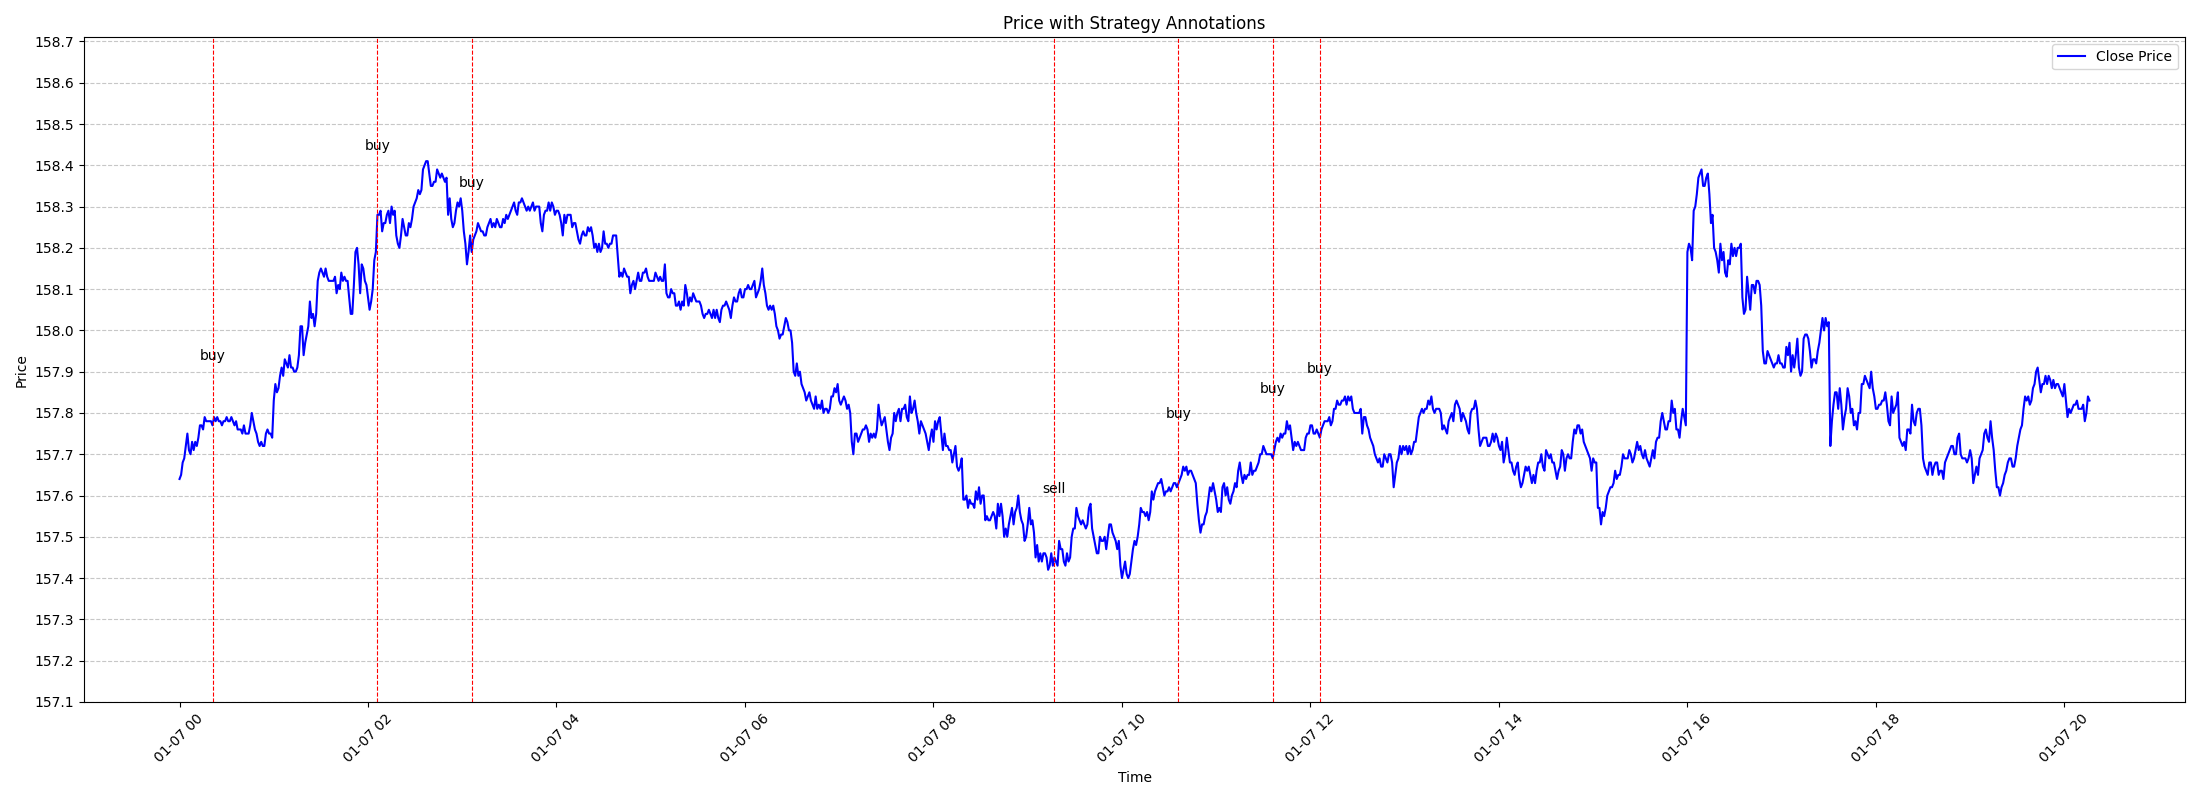 Price with Strategy Annotations
Close Price
Price
158.7
158.6
158.5
158.4
158.3
158.2
158.1
158.0
157.9
157.8
157.7
157.6
157.5
157.4
157.3
157.2
157.1
buy
buy
buy
sell
buy
buy
buy
01-07 00
01-07 02
01-07 04
01-07 06
01-07 08
01-07 10
01-07 12
01-07 14
01-07 16
01-07 18
01-07 20
Time